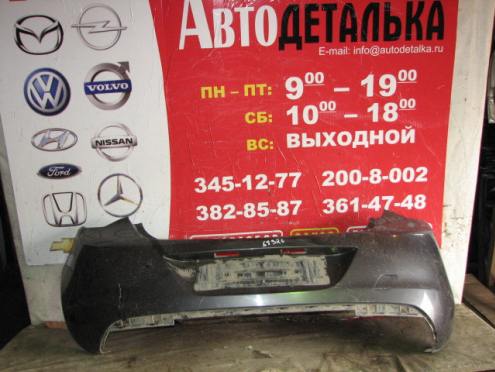 АвтоДЕТАЛЬКА
E-mail: info@autodetalka.ru
ПН – ПТ: 9⁰⁰ – 19⁰⁰
СБ: 10⁰⁰ – 18⁰⁰
ВС: ВЫХОДНОЙ
VOLVO
NISSAN
Ford
345-12-77 200-8-002
382-85-87 361-47-48